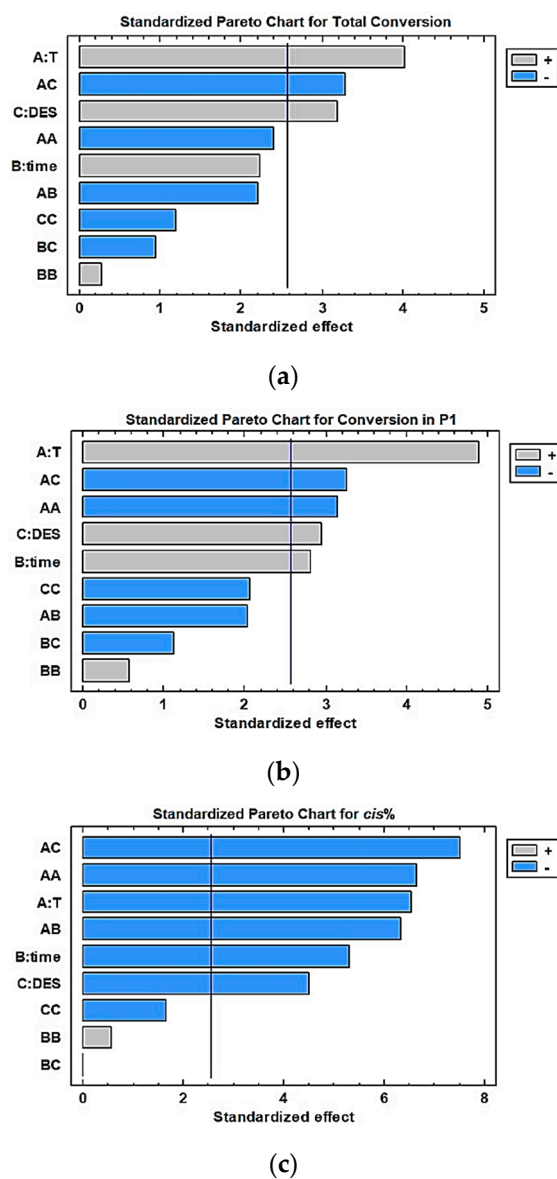 Standardized Pareto Chart for Total Conversion
A:T
AC
C:DES
AA
B:time
AB
CC
BC
BB
+
-
0 1 2 3 4 5
Standardized effect
(a)
Standardized Pareto Chart for Conversion in P1
A:T
AC
AA
C:DES
B:time
CC
AB
BC
BB
+
-
0 1 2 3 4 5
Standardized effect
(b)
Standardized Pareto Chart for cis%
AC
AA
A:T
AB
B:time
C:DES
CC
BB
BC
+
-
0 2 4 6 8
Standardized effect
(c)